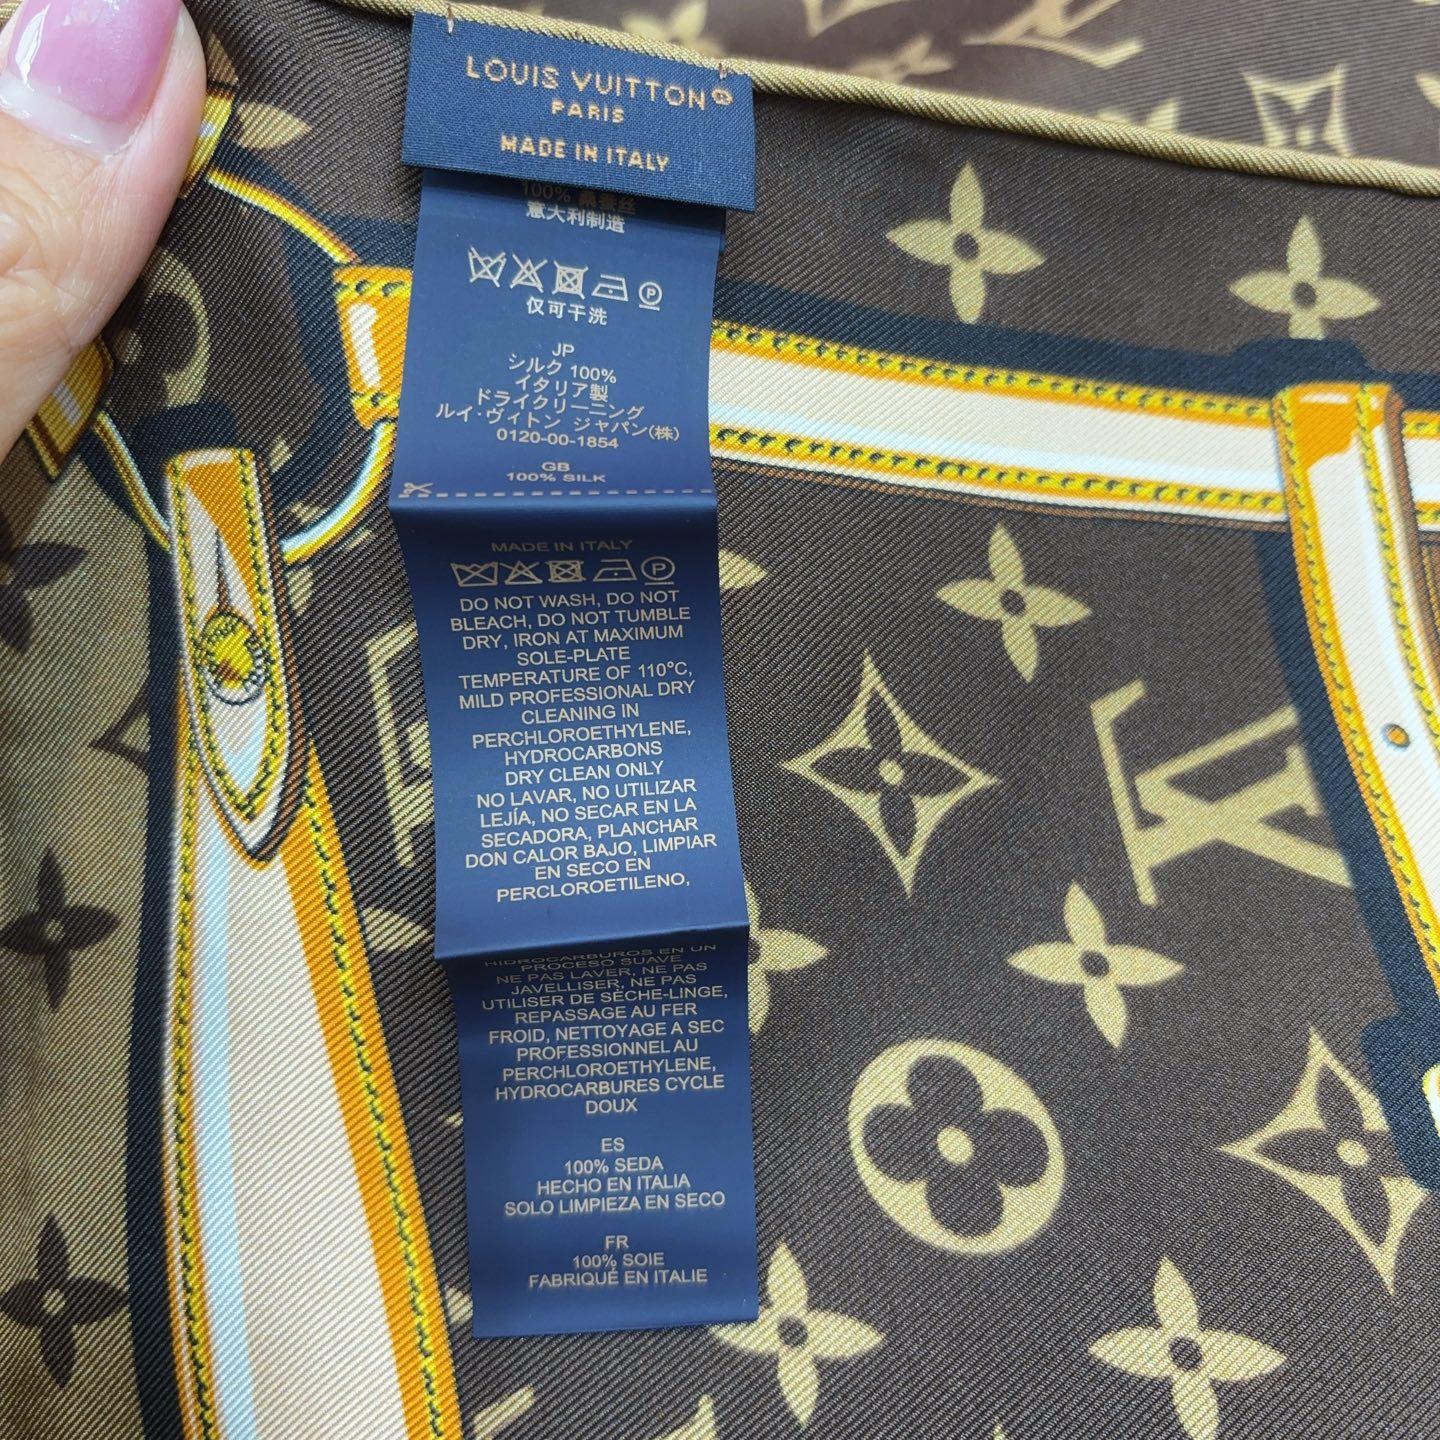 LOUIS VUITTON®
PARIS
MADE IN ITALY
100% 桑蚕丝
意大利制造
仅可干洗
JP
シルク 100%
イタリア製
ドライクリーニング
ルイ・ヴィトン ジャパン(株)
0120-00-1854
GB
100% SILK
MADE IN ITALY
DO NOT WASH, DO NOT
BLEACH, DO NOT TUMBLE
DRY, IRON AT MAXIMUM
SOLE-PLATE
TEMPERATURE OF 110°C,
MILD PROFESSIONAL DRY
CLEANING IN
PERCHLOROETHYLENE,
HYDROCARBONS
DRY CLEAN ONLY
NO LAVAR, NO UTILIZAR
LEJÍA, NO SECAR EN LA
SECADORA, PLANCHAR
DON CALOR BAJO, LIMPIAR
EN SECO EN
PERCLOROETILENO,
HIDROCARBUROS EN UN
PROCESO SUAVE
NE PAS LAVER, NE PAS
JAVELLISER, NE PAS
UTILISER DE SÈCHE-LINGE,
REPASSAGE AU FER
FROID, NETTOYAGE A SEC
PROFESSIONNEL AU
PERCHLOROETHYLENE,
HYDROCARBURES CYCLE
DOUX
ES
100% SEDA
HECHO EN ITALIA
SOLO LIMPIEZA EN SECO
FR
100% SOIE
FABRIQUÉ EN ITALIE